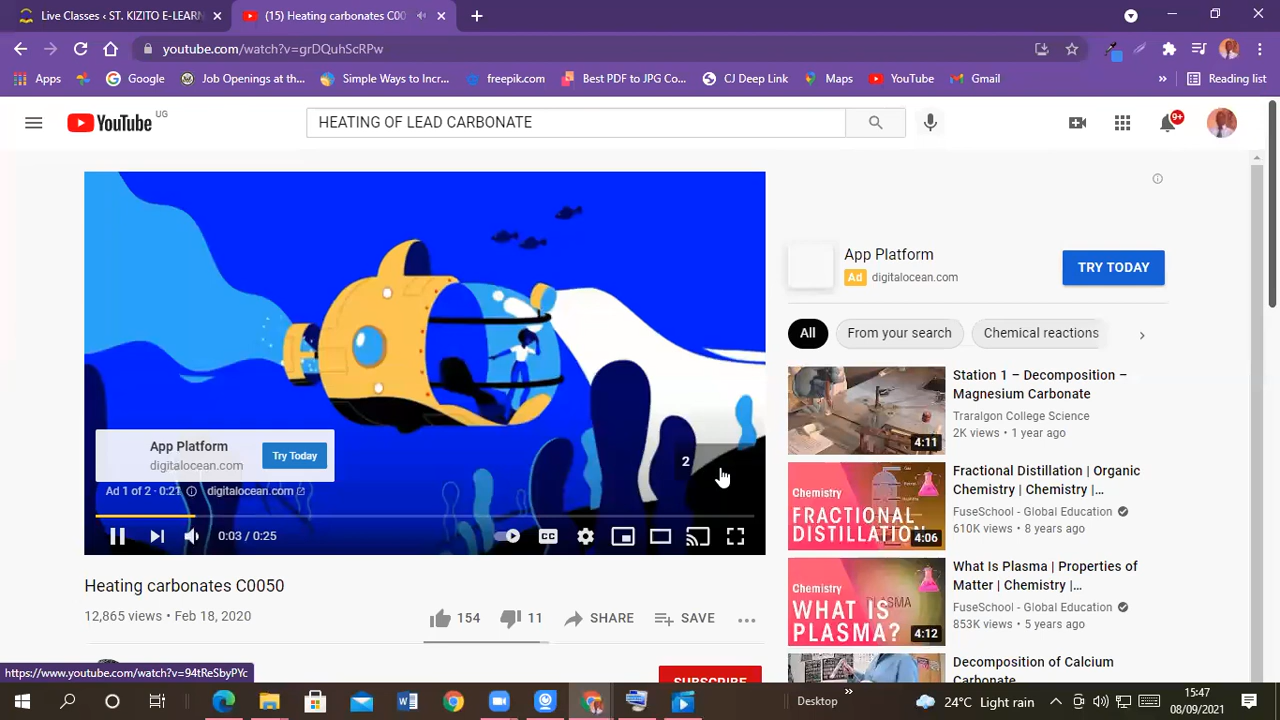 Live Classes < ST. KIZITO E-LEARN
(15) Heating carbonates C00
youtube.com/watch?v=grDQuhScRPw
Apps
Google
Job Openings at th...
Simple Ways to Incr...
freepik.com
Best PDF to JPG Co...
CJ Deep Link
Maps
YouTube
Gmail
»
Reading list
YouTube UG
HEATING OF LEAD CARBONATE
9+
App Platform
Ad digitalocean.com
TRY TODAY
All
From your search
Chemical reactions
App Platform
digitalocean.com
Try Today
2
Ad 1 of 2 · 0:21
digitalocean.com
0:03 / 0:25
CC
Heating carbonates C0050
12,865 views • Feb 18, 2020
154
11
SHARE
SAVE
SUBSCRIBE
4:11
Station 1 – Decomposition –
Magnesium Carbonate
Traralgon College Science
2K views • 1 year ago
Chemistry
FRACTIONAL
DISTILLATION
4:06
Fractional Distillation | Organic
Chemistry | Chemistry |...
FuseSchool - Global Education
610K views • 8 years ago
Chemistry
WHAT IS
PLASMA?
PLASMA
4:12
What Is Plasma | Properties of
Matter | Chemistry |...
FuseSchool - Global Education
853K views • 5 years ago
Decomposition of Calcium
Carbonate
https://www.youtube.com/watch?v=94tReSbyPYc
Desktop
»
24°C Light rain
15:47
08/09/2021